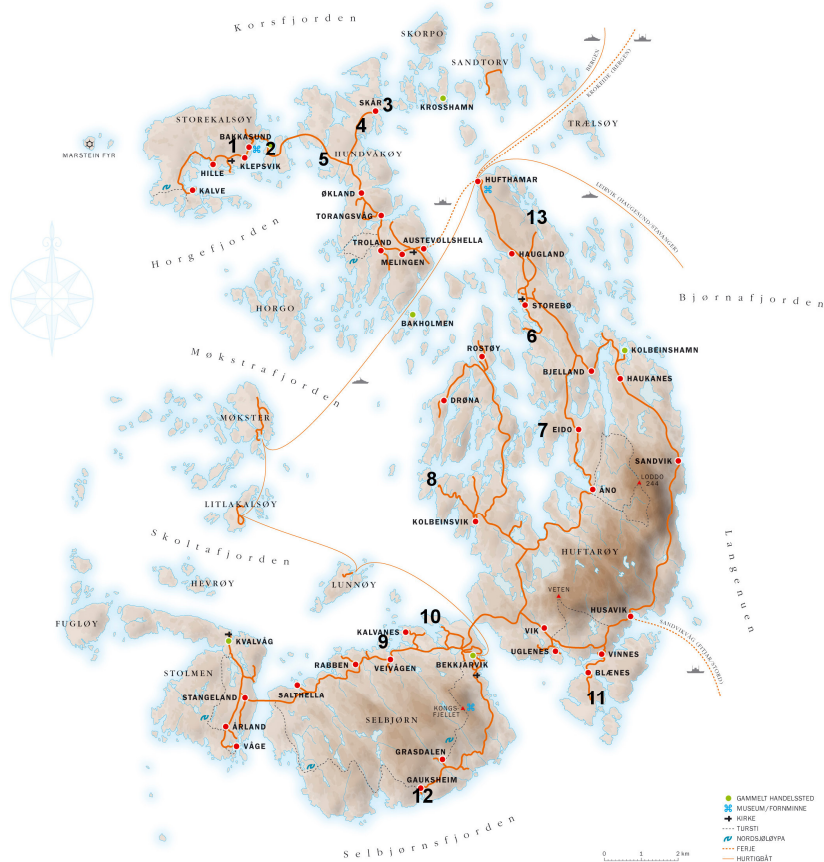 Korsfjorden
SKORPO
SANDTORV
BERGEN
KROKEIDE (BERGEN)
SKÅR
3
KROSSHAMN
STOREKALSØY
4
TRÆLSØY
BAKKASUND
1
2
MARSTEIN FYR
HUNDVÅKØY
5
KLEPSVIK
HILLE
HUFTHAMAR
KALVE
ØKLAND
LEIRVIK (HAUGESUND/STAVANGER)
TORANGSVÅG
13
Horgefjorden
TROLAND
AUSTEVOLLSHELLA
MELINGEN
HAUGLAND
Bjørnafjorden
HORGO
STOREBØ
BAKHOLMEN
6
Møkstrafjorden
ROSTØY
KOLBEINSHAMN
BJELLAND
HAUKANES
DRØNA
MØKSTER
7
EIDO
SANDVIK
8
LODDO
244
ÅNO
LITLAKALSØY
KOLBEINSVIK
Skoltafjorden
HUFTARØY
Langenuen
HEVRØY
LUNNØY
VETEN
FUGLØY
10
HUSAVIK
SANDVIKVÅG (FITJAR/STORD)
KALVANES
VIK
KVALVÅG
9
UGLENES
VINNES
RABBEN
VEIVÅGEN
BEKKJARVIK
STOLMEN
BLÆNES
SALTHELLA
STANGELAND
11
KONGS-
FJELLET
SELBJØRN
ÅRLAND
VÅGE
GRASDALEN
GAUKSHEIM
12
Selbjørnsfjorden
GAMMELT HANDELSSTED
MUSEUM/FORNMINNE
KIRKE
TURSTI
NORDSJØLØYPA
FERJE
HURTIGBÅT
0 1 2 km